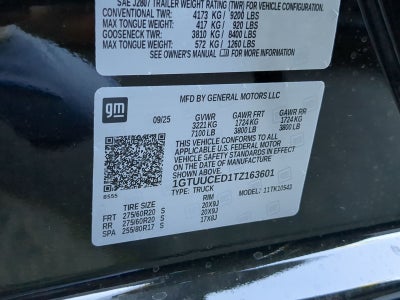 SAE J2807 TRAILER WEIGHT RATING (TWR) FOR VEHICLE CONFIGURATION.
CONVENTIONAL TWR: 4173 KG / 9200 LBS
MAX TONGUE WT: 417 KG / 920 LBS
GOOSENECK TWR: 3810 KG / 8400 LBS
MAX TONGUE WT: 572 KG / 1260 LBS
SEE OWNER'S MANUAL FOR MORE INFORMATION.
gm
MFD BY GENERAL MOTORS LLC
09/25 GVWR GAWR FRT GAWR RR
3221 KG 1724 KG 1724 KG
7100 LB 3800 LB 3800 LB
THIS VEHICLE CONFORMS TO ALL
APPLICABLE U.S. FEDERAL MOTOR
VEHICLE SAFETY STANDARDS IN EFFECT ON THE
DATE OF MANUFACTURE SHOWN ABOVE.
1GTUUCED1TZ163601
TYPE: TRUCK MODEL: 11TK10543
8555
TIRE SIZE RIM
FRT 275/60R20 S 20X9J
RR 275/60R20 S 20X9J
SPA 255/80R17 S 17X8J